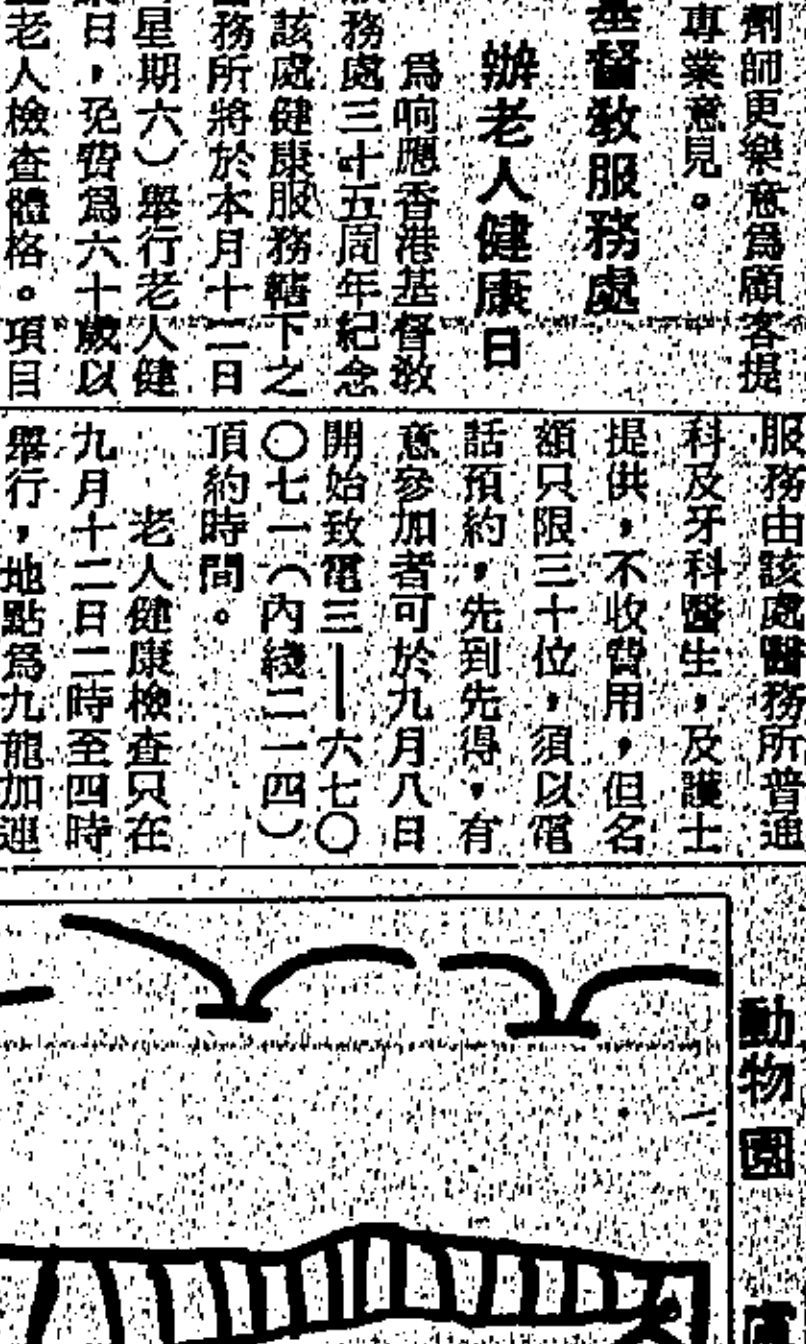 劑師更樂意爲顧客提
專業意見。
基督敎服務處
辦老人健康日
爲响應香港基督敎
務處三十五周年紀念
該處健康服務轄下之
務所將於本月十二日
星期六）舉行老人健
日，免費爲六十歲以
老人檢查體格。項目
服務由該處醫務所普通
科及牙科醫生，及護士
提供，不收費用，但名
額只限三十位，須以電
話預約，先到先得，有
意參加者可於九月八日
開始致電三——六七〇
〇七一（內綫二一四）
預約時間。
老人健康檢查只在
九月十二日二時至四時
舉行，地點爲九龍加連
動物園